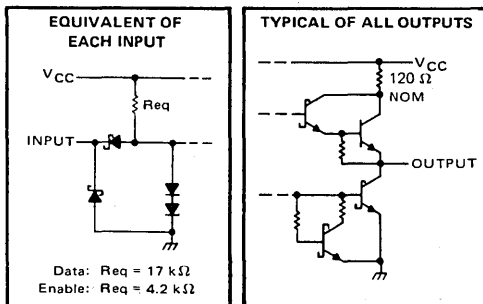 EQUIVALENT OF
EACH INPUT
VCC
Req
INPUT
Data: Req = 17 kΩ
Enable: Req = 4.2 kΩ
TYPICAL OF ALL OUTPUTS
VCC
120 Ω
NOM
OUTPUT